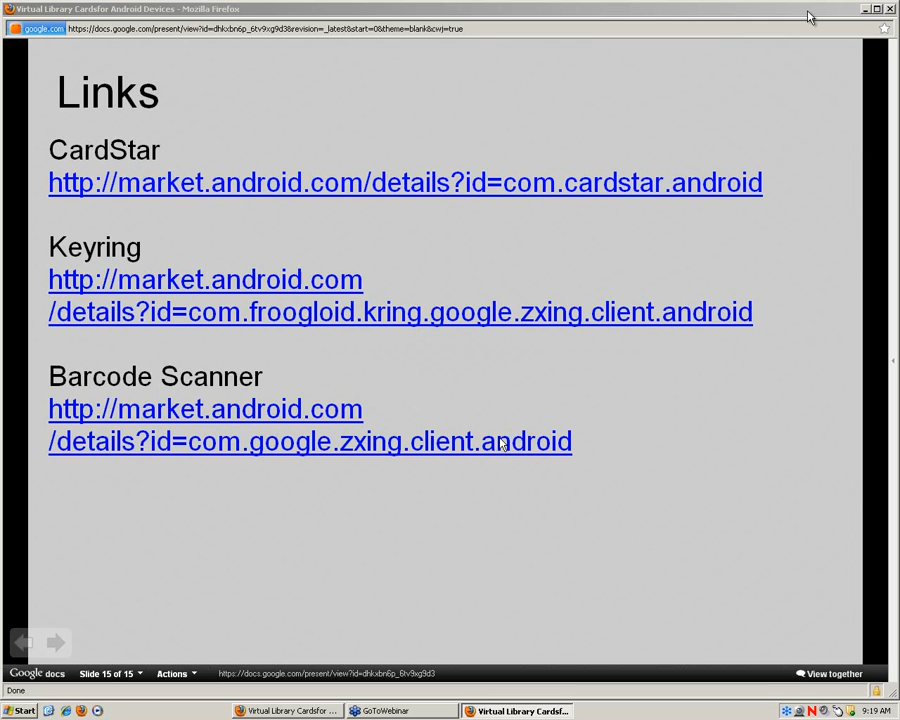 Virtual Library Cardsfor Android Devices - Mozilla Firefox
google.com https://docs.google.com/present/view?id=dhkxbn6p_6tv9xg9d3&revision=_latest&start=0&theme=blank&cwj=true
Links
CardStar
http://market.android.com/details?id=com.cardstar.android
Keyring
http://market.android.com
/details?id=com.froogloid.kring.google.zxing.client.android
Barcode Scanner
http://market.android.com
/details?id=com.google.zxing.client.android
Google docs Slide 15 of 15 Actions https://docs.google.com/present/view?id=dhkxbn6p_6tv9xg9d3 View together
Done
Start Virtual Library Cardsfor ... GoToWebinar Virtual Library Cardsf... 9:19 AM